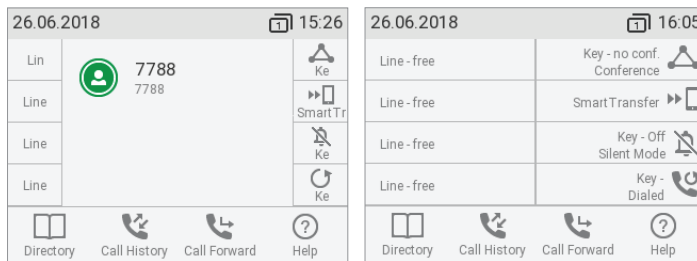 26.06.2018 1 15:26
Lin
7788
7788
Ke
Line
SmartTr
Line
Ke
Line
Ke
Directory Call History Call Forward Help
26.06.2018 1 16:05
Line - free
Key - no conf.
Conference
Line - free
SmartTransfer
Line - free
Key - Off
Silent Mode
Line - free
Key -
Dialed
Directory Call History Call Forward Help